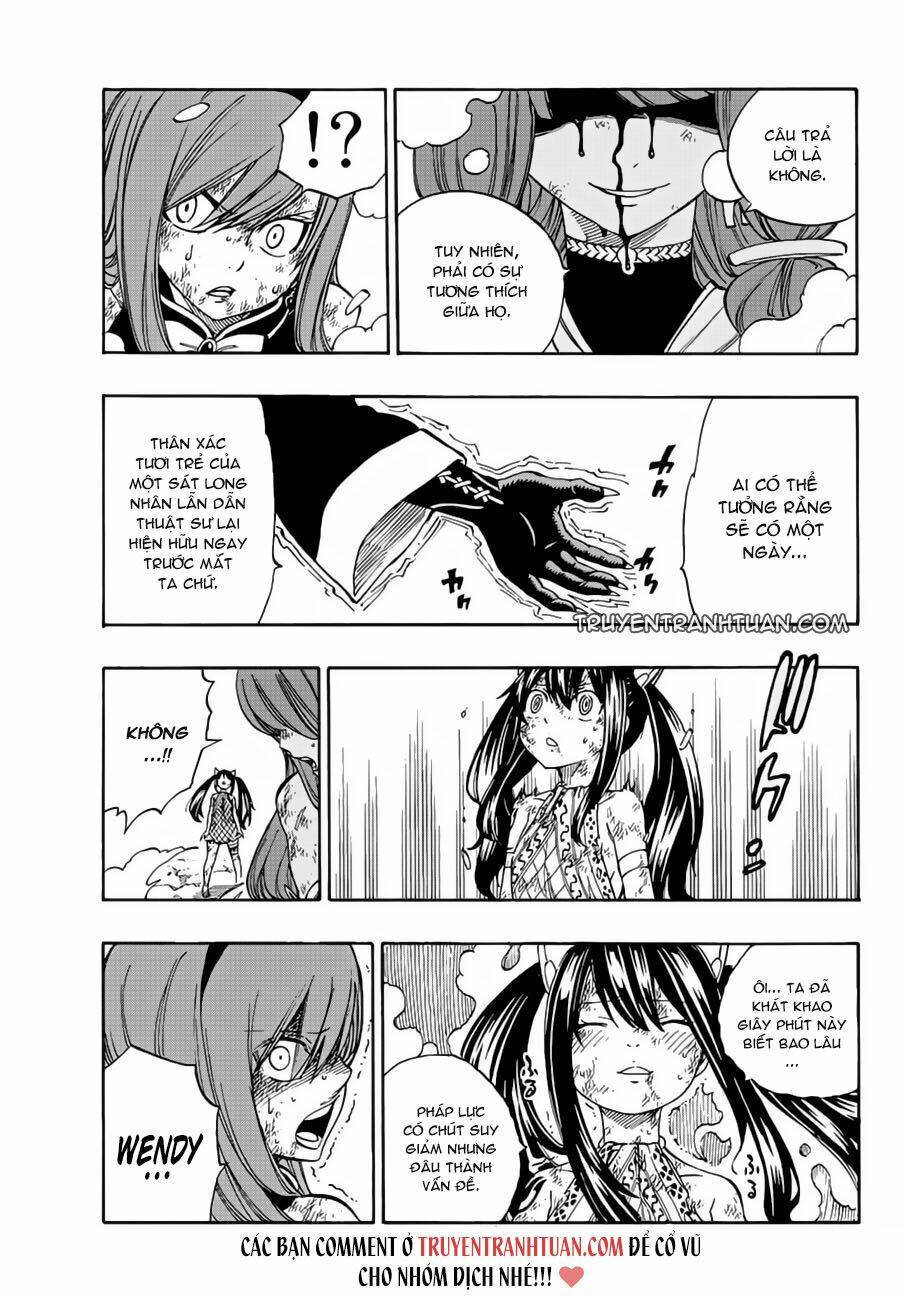 CÂU TRẢ
LỜI LÀ
KHÔNG.
TUY NHIÊN,
PHẢI CÓ SỰ
TƯƠNG THÍCH
GIỮA HỌ.
!?
AI CÓ THỂ
TƯỞNG RẰNG
SẼ CÓ MỘT
NGÀY...
THÂN XÁC
TƯƠI TRẺ CỦA
MỘT SÁT LONG
NHÂN LẪN DẪN
THUẬT SƯ LẠI
HIỆN HỮU NGAY
TRƯỚC MẮT
TA CHỨ.
TRUYENTRANHTUAN.COM
KHÔNG
...!!
ÔI... TA ĐÃ
KHÁT KHAO
GIÂY PHÚT NÀY
BIẾT BAO LÂU
...
PHÁP LỰC
CÓ CHÚT SUY
GIẢM NHƯNG
ĐÂU THÀNH
VẤN ĐỀ.
WENDY
...
CÁC BẠN COMMENT Ở TRUYENTRANHTUAN.COM ĐỂ CỔ VŨ
CHO NHÓM DỊCH NHÉ!!! ❤